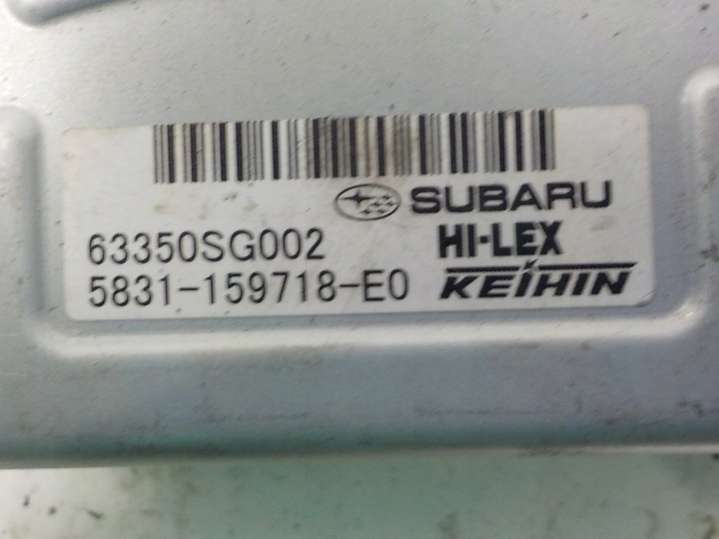 SUBARU
63350SG002 HI-LEX
5831-159718-E0 KEIHIN